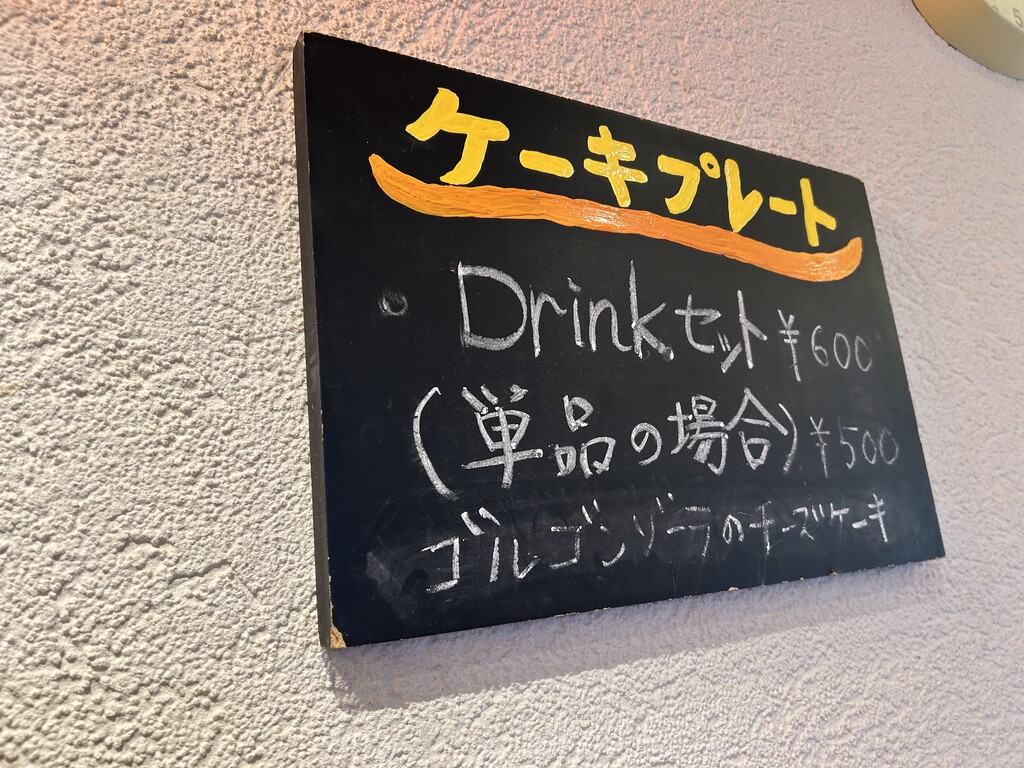 ケーキプレート
Drinkセット ¥600
(単品の場合) ¥500
ゴルゴンゾーラのチーズケーキ
5